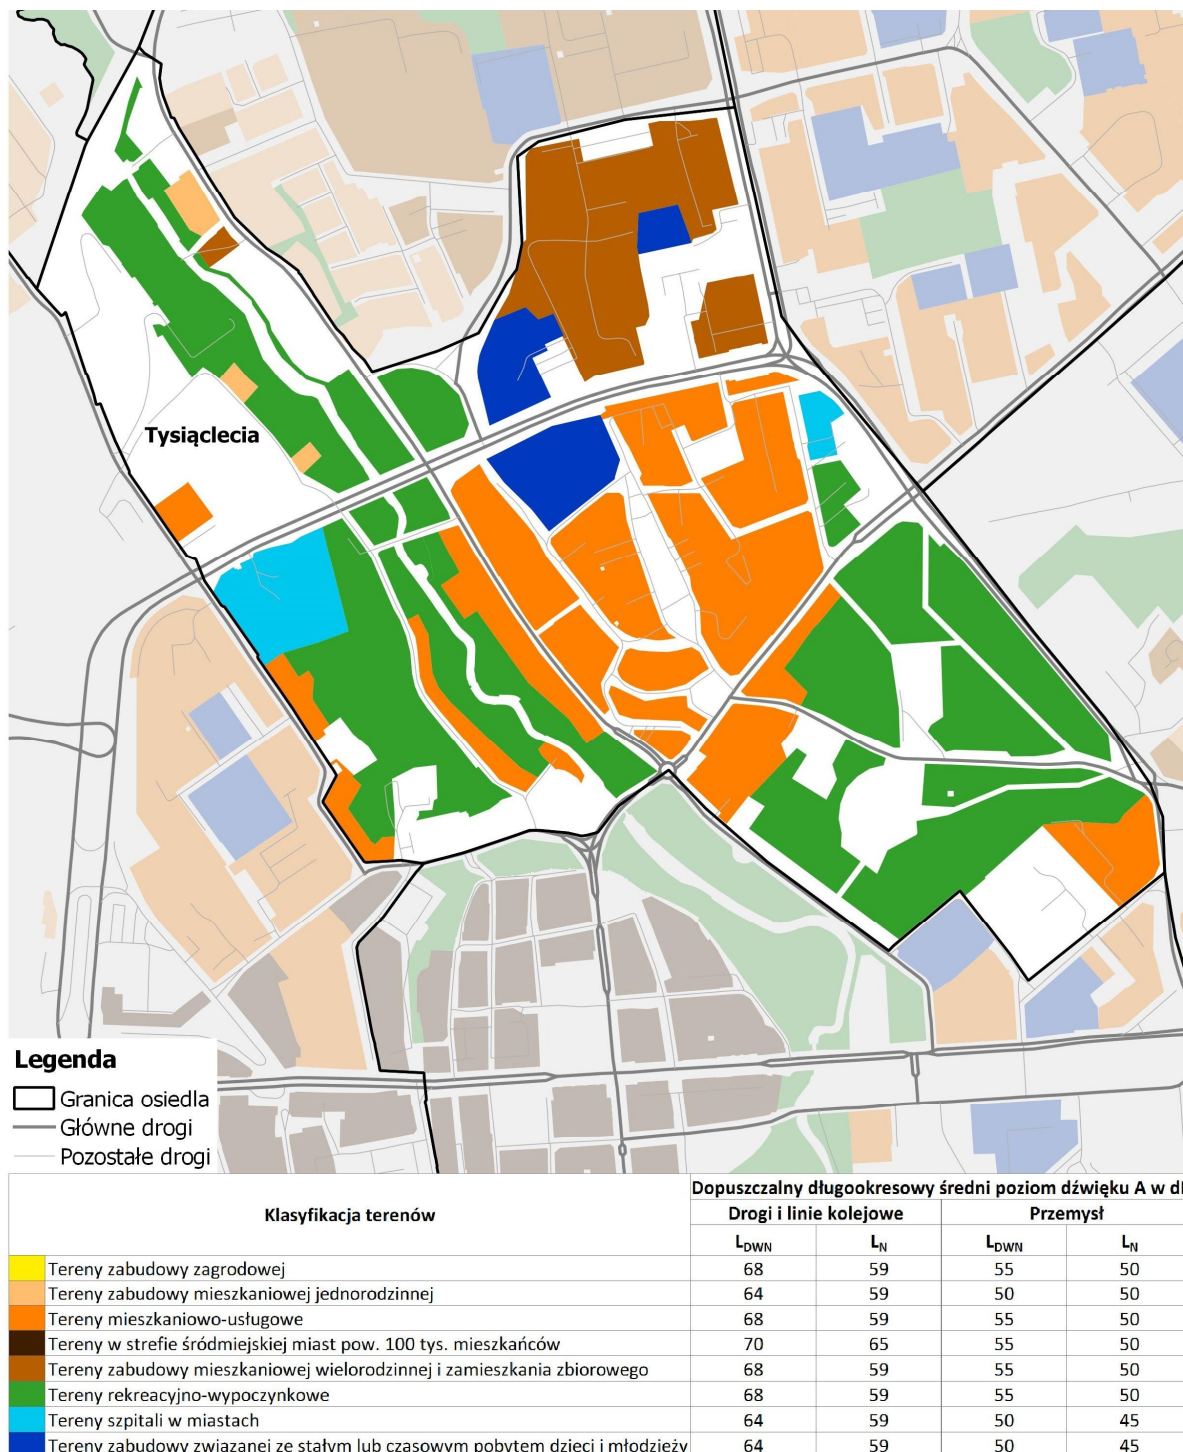 Tysiąclecia
Legenda
Granica osiedla
Główne drogi
Pozostałe drogi
Klasyfikacja terenów
Dopuszczalny długookresowy średni poziom dźwięku A w d
Drogi i linie kolejowe Przemysł
LDWN LN LDWN LN
Tereny zabudowy zagrodowej 68 59 55 50
Tereny zabudowy mieszkaniowej jednorodzinnej 64 59 50 50
Tereny mieszkaniowo-usługowe 68 59 55 50
Tereny w strefie śródmiejskiej miast pow. 100 tys. mieszkańców 70 65 55 50
Tereny zabudowy mieszkaniowej wielorodzinnej i zamieszkania zbiorowego 68 59 55 50
Tereny rekreacyjno-wypoczynkowe 68 59 55 50
Tereny szpitali w miastach 64 59 50 45
Tereny zabudowy związanej ze stałym lub czasowym pobytem dzieci i młodzieży 64 59 50 45